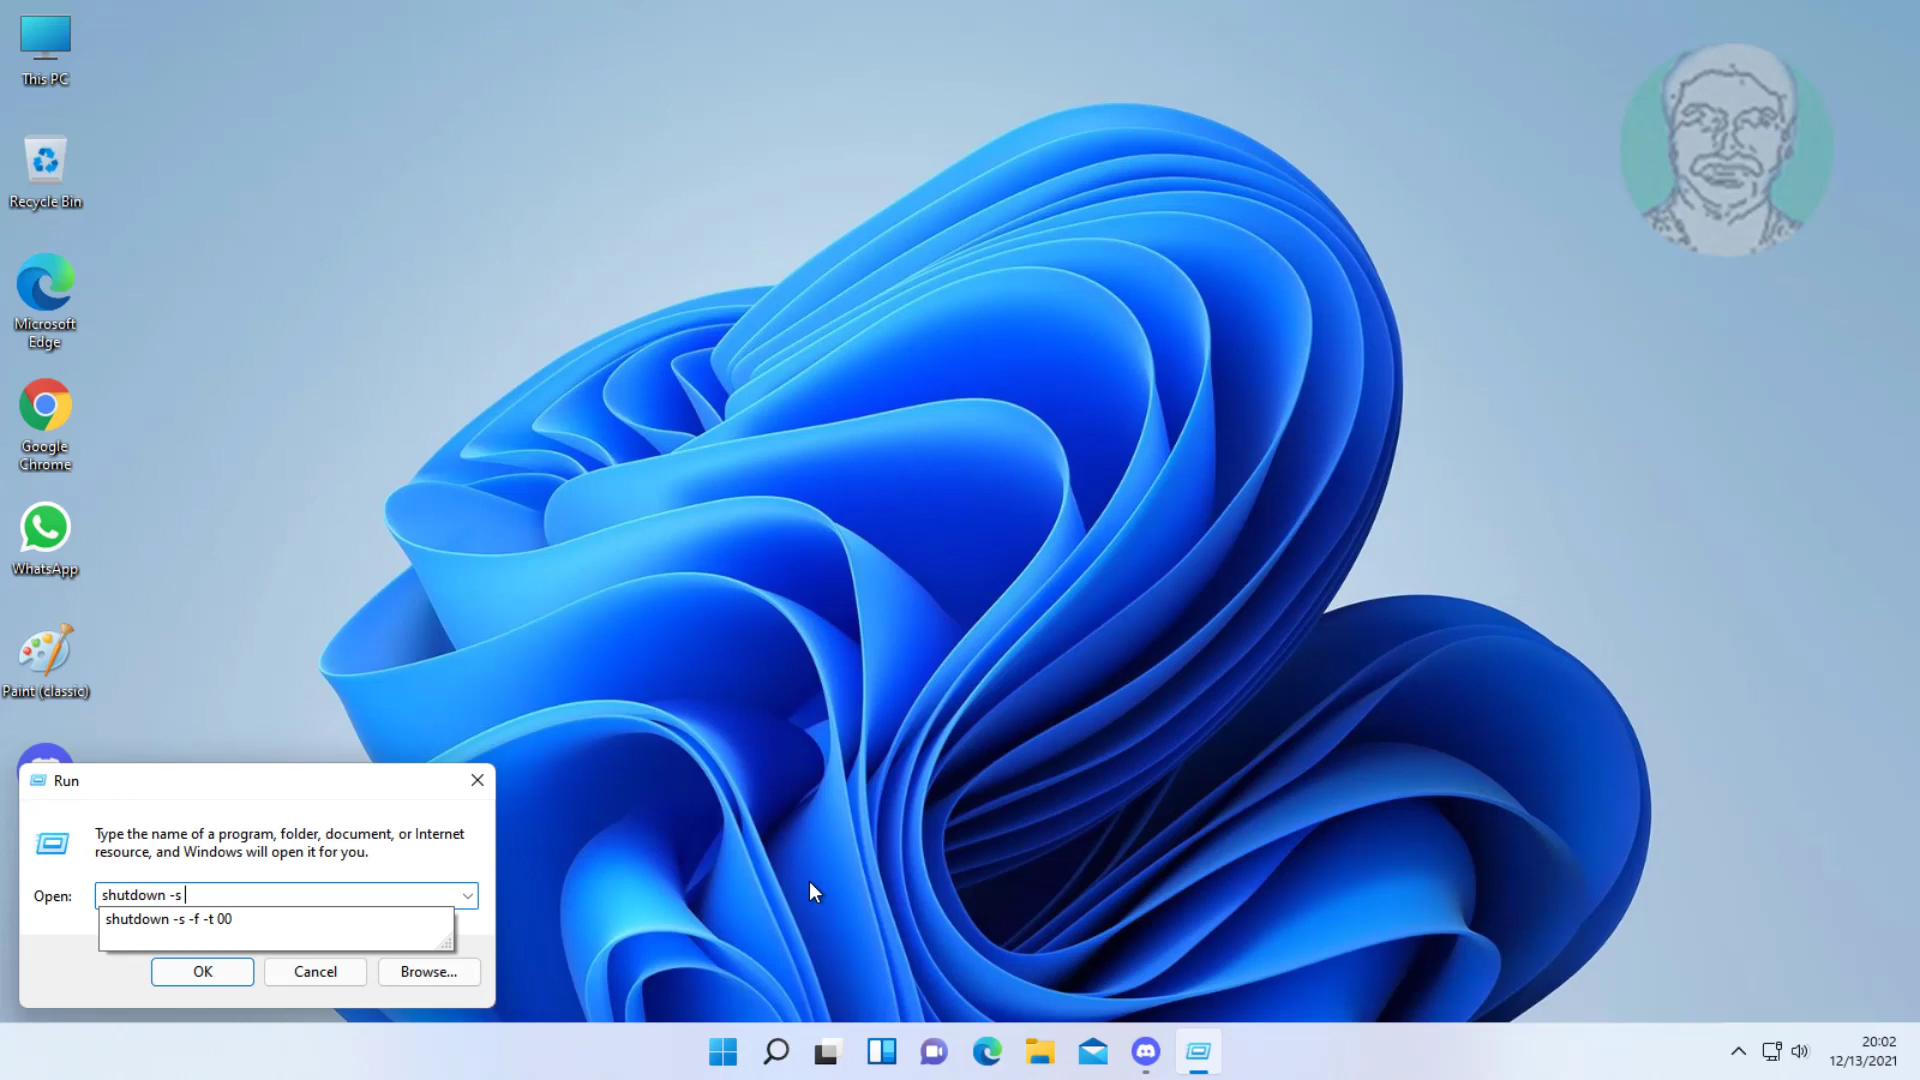 This PC
Recycle Bin
Microsoft
Edge
Google
Chrome
WhatsApp
Paint (classic)
Run
Type the name of a program, folder, document, or Internet
resource, and Windows will open it for you.
Open:
shutdown -s
shutdown -s -f -t 00
OK
Cancel
Browse...
20:02
12/13/2021